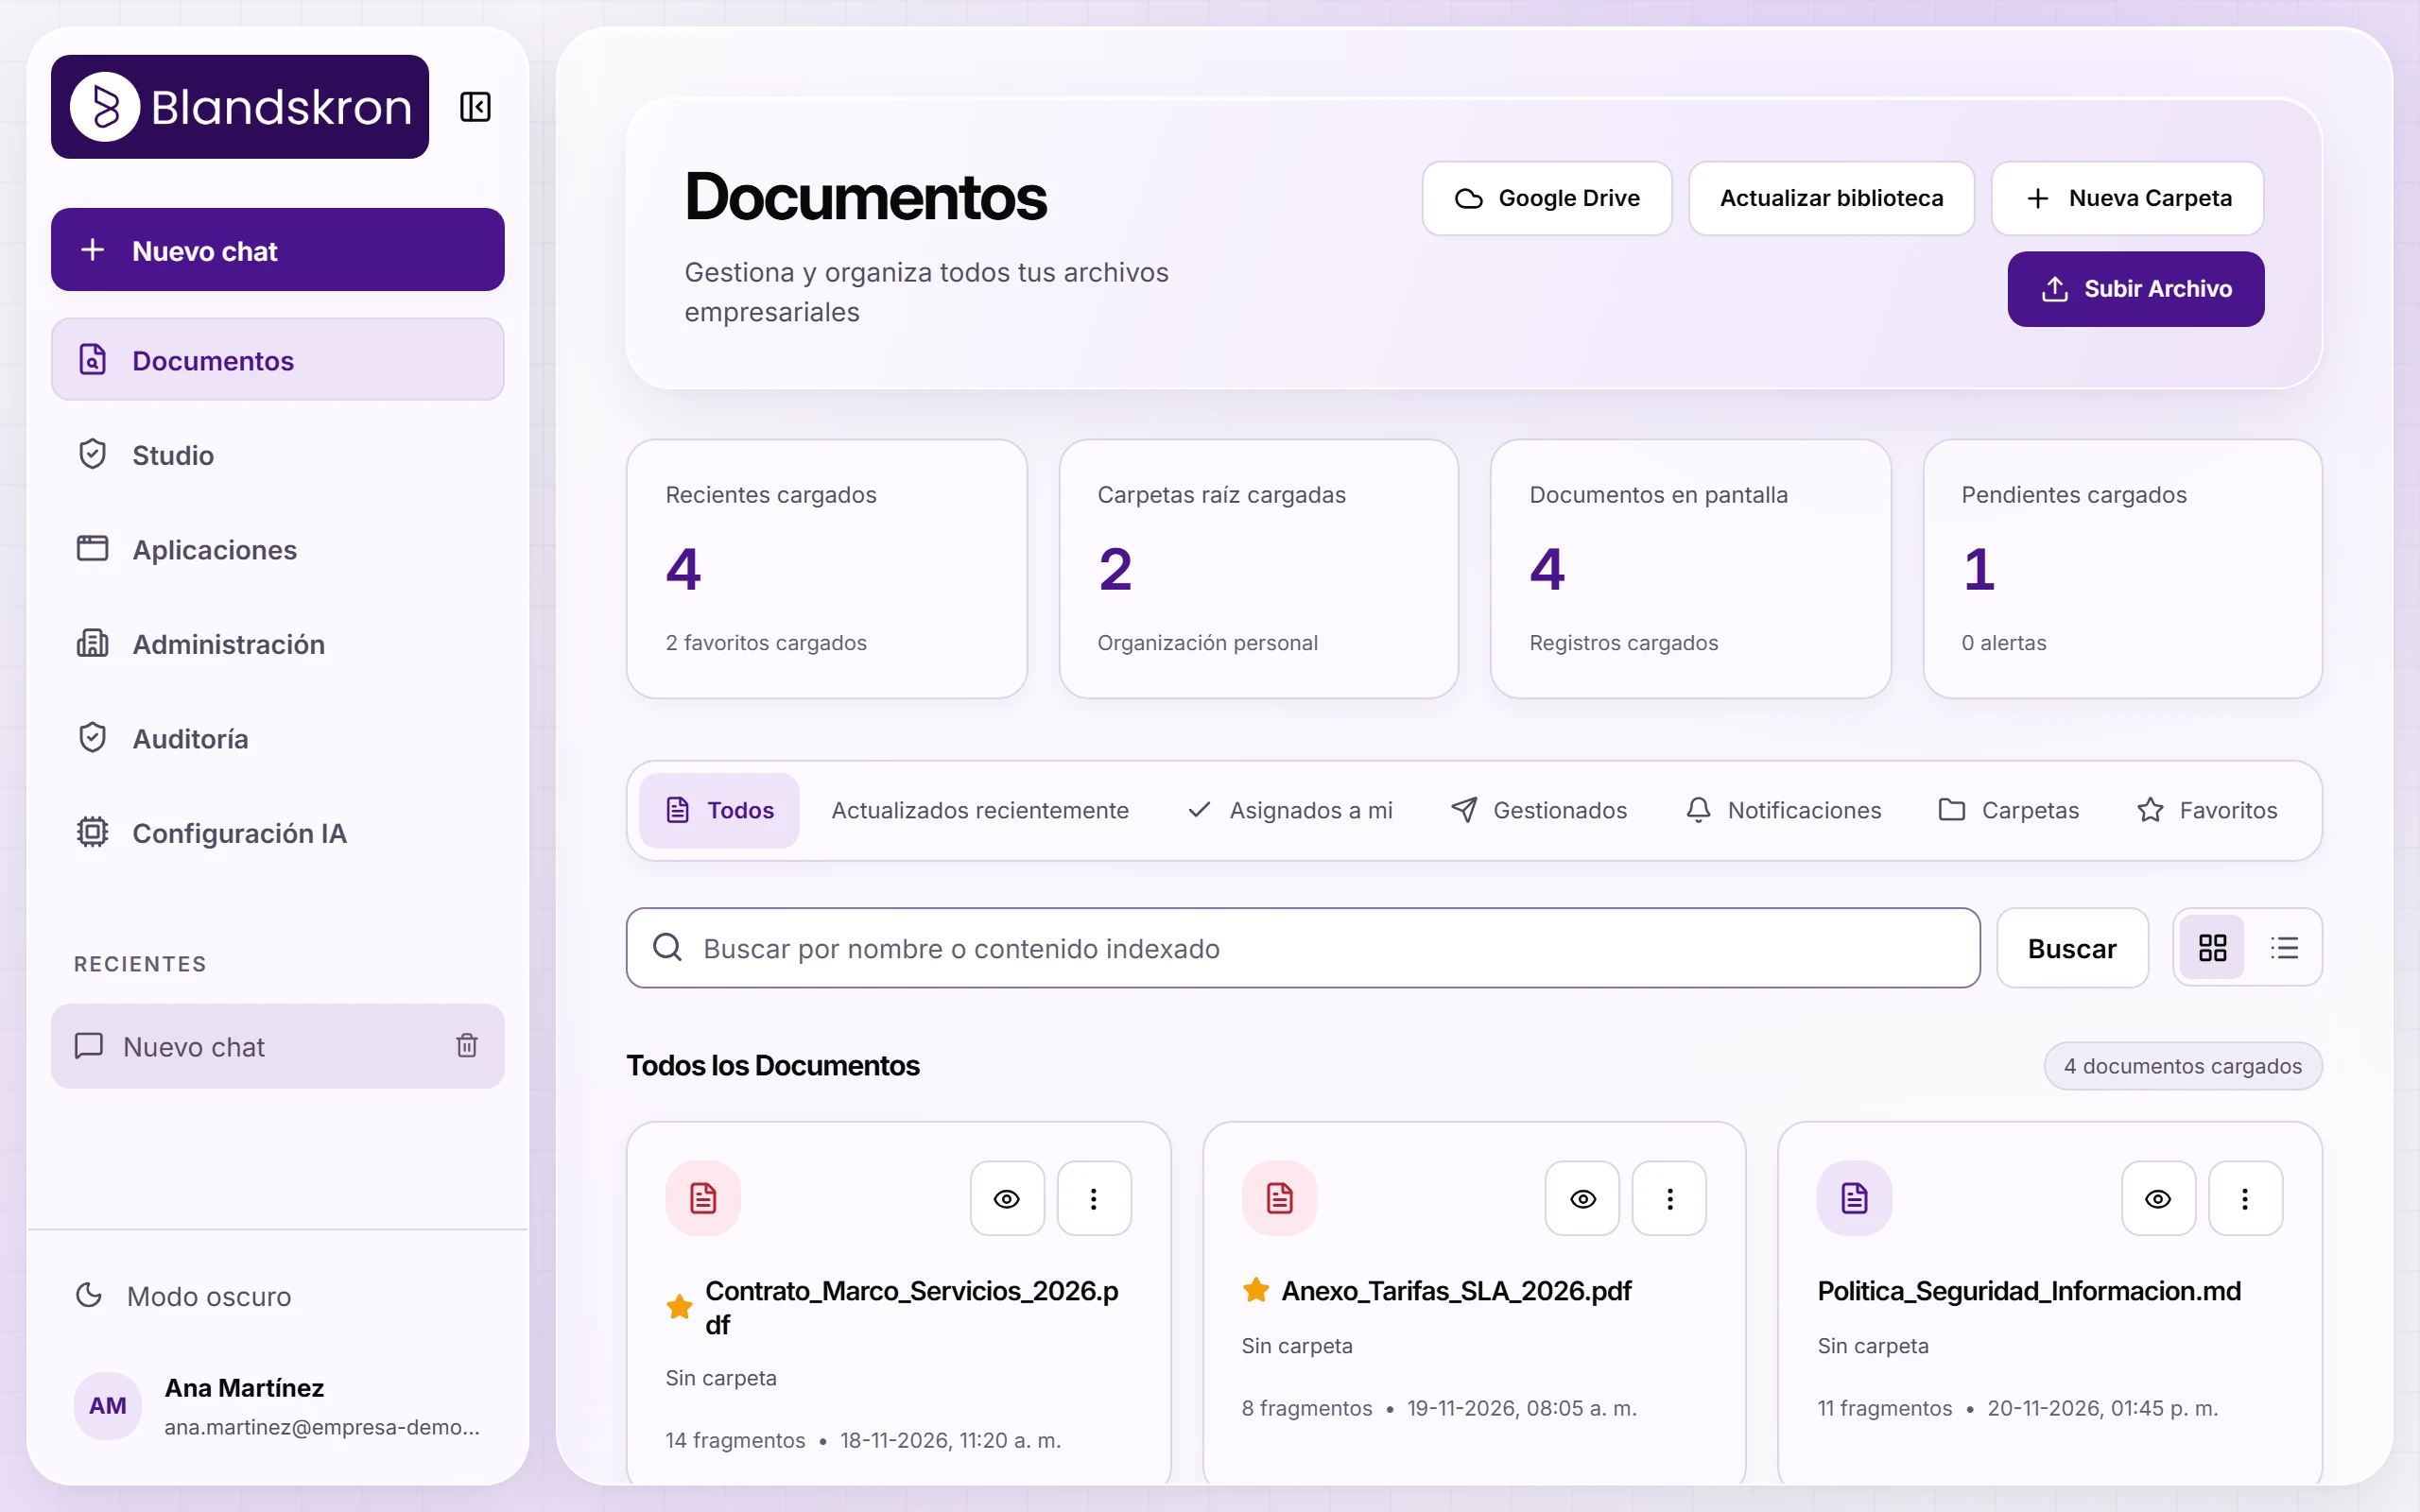 Blandskron
Nuevo chat
Documentos
Studio
Aplicaciones
Administración
Auditoría
Configuración IA
RECIENTES
Nuevo chat
Modo oscuro
AM
Ana Martínez
ana.martinez@empresa-demo...
Documentos
Gestiona y organiza todos tus archivos
empresariales
Google Drive
Actualizar biblioteca
Nueva Carpeta
Subir Archivo
Recientes cargados
4
2 favoritos cargados
Carpetas raíz cargadas
2
Organización personal
Documentos en pantalla
4
Registros cargados
Pendientes cargados
1
0 alertas
Todos
Actualizados recientemente
Asignados a mi
Gestionados
Notificaciones
Carpetas
Favoritos
Buscar por nombre o contenido indexado
Buscar
Todos los Documentos
4 documentos cargados
Contrato_Marco_Servicios_2026.p
df
Sin carpeta
14 fragmentos • 18-11-2026, 11:20 a. m.
Anexo_Tarifas_SLA_2026.pdf
Sin carpeta
8 fragmentos • 19-11-2026, 08:05 a. m.
Politica_Seguridad_Informacion.md
Sin carpeta
11 fragmentos • 20-11-2026, 01:45 p. m.